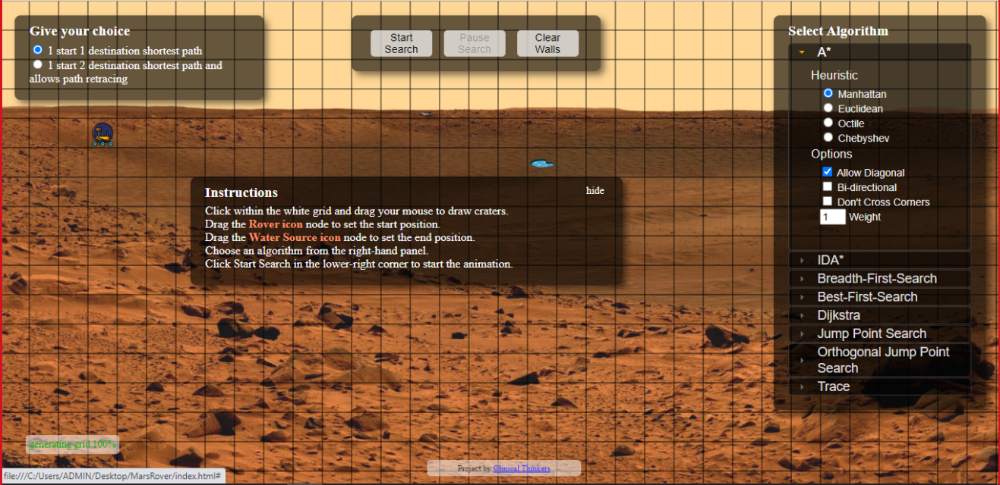 Give your choice
1 start 1 destination shortest path
1 start 2 destination shortest path and
allows path retracing
Start
Search
Pause
Search
Clear
Walls
Select Algorithm
A*
Heuristic
Manhattan
Euclidean
Octile
Chebyshev
Options
Allow Diagonal
Bi-directional
Don't Cross Corners
1 Weight
IDA*
Breadth-First-Search
Best-First-Search
Dijkstra
Jump Point Search
Orthogonal Jump Point
Search
Trace
Instructions
hide
Click within the white grid and drag your mouse to draw craters.
Drag the Rover icon node to set the start position.
Drag the Water Source icon node to set the end position.
Choose an algorithm from the right-hand panel.
Click Start Search in the lower-right corner to start the animation.
generating grid 100%
Project by Clinical Thinkers
file:///C:/Users/ADMIN/Desktop/MarsRover/index.html#